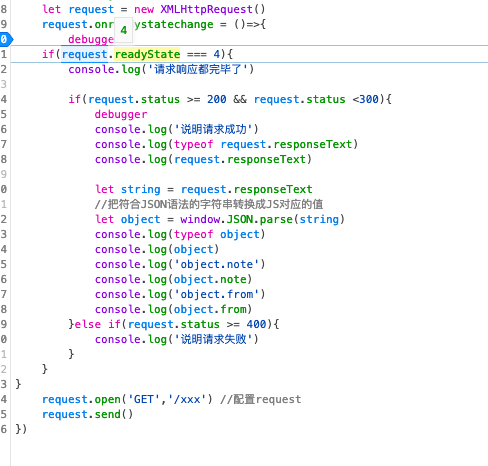 8 let request = new XMLHttpRequest()
9 request.onr ystatechange = ()=>{
0 debugge
4
1 if(request.readyState === 4){
2 console.log('请求响应都完毕了')
3
4 if(request.status >= 200 && request.status <300){
5 debugger
6 console.log('说明请求成功')
7 console.log(typeof request.responseText)
8 console.log(request.responseText)
9
0 let string = request.responseText
1 //把符合JSON语法的字符串转换成JS对应的值
2 let object = window.JSON.parse(string)
3 console.log(typeof object)
4 console.log(object)
5 console.log('object.note')
6 console.log(object.note)
7 console.log('object.from')
8 console.log(object.from)
9 }else if(request.status >= 400){
0 console.log('说明请求失败')
1 }
2 }
3 }
4 request.open('GET','/xxx') //配置request
5 request.send()
6 })